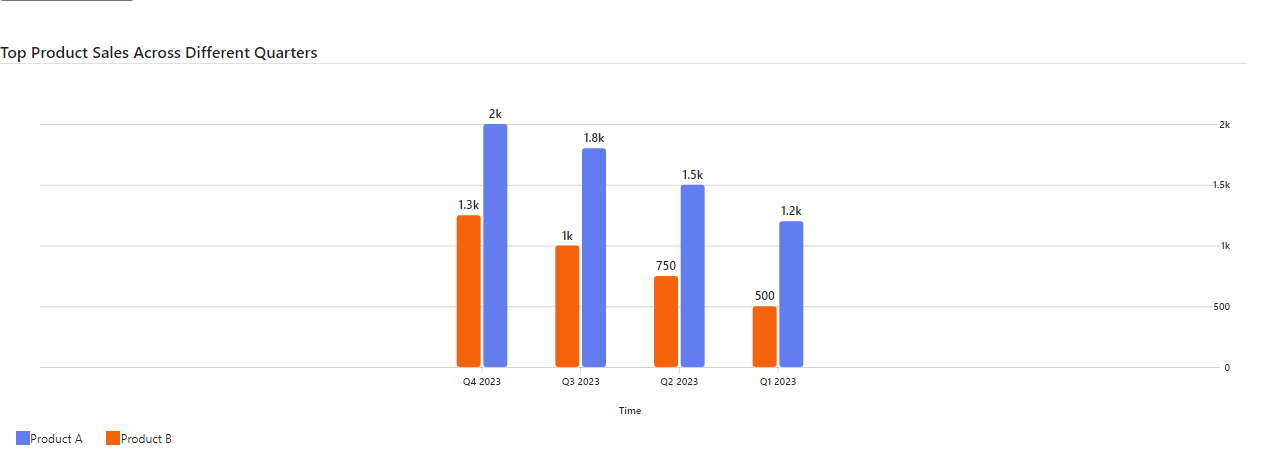 Top Product Sales Across Different Quarters
2k
1.8k
1.5k
1.2k
1.3k
1k
750
500
2k
1.5k
1k
500
0
Q4 2023 Q3 2023 Q2 2023 Q1 2023
Time
Product A Product B